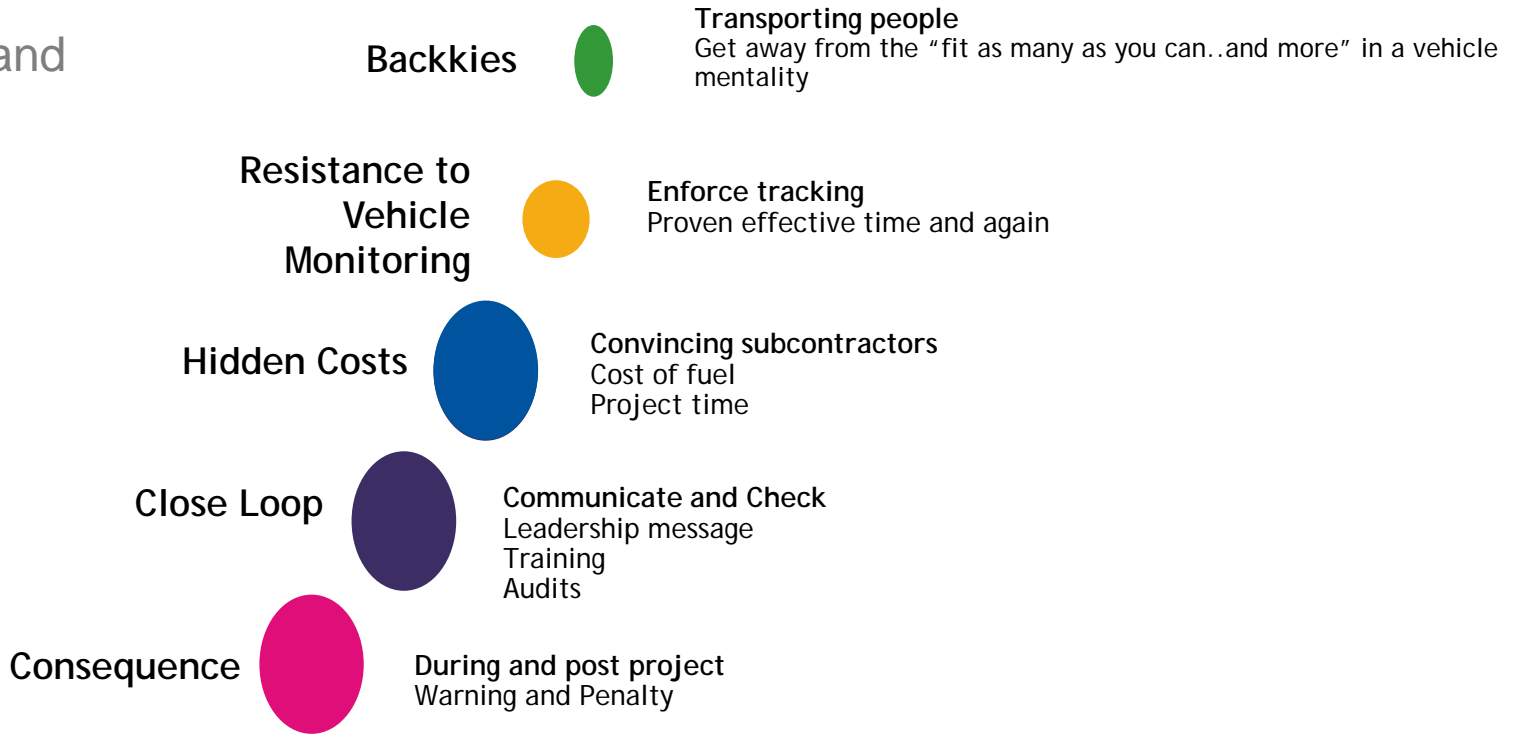 and
Backkies
Transporting people
Get away from the “fit as many as you can..and more” in a vehicle
mentality
Resistance to
Vehicle
Monitoring
Enforce tracking
Proven effective time and again
Hidden Costs
Convincing subcontractors
Cost of fuel
Project time
Close Loop
Communicate and Check
Leadership message
Training
Audits
Consequence
During and post project
Warning and Penalty